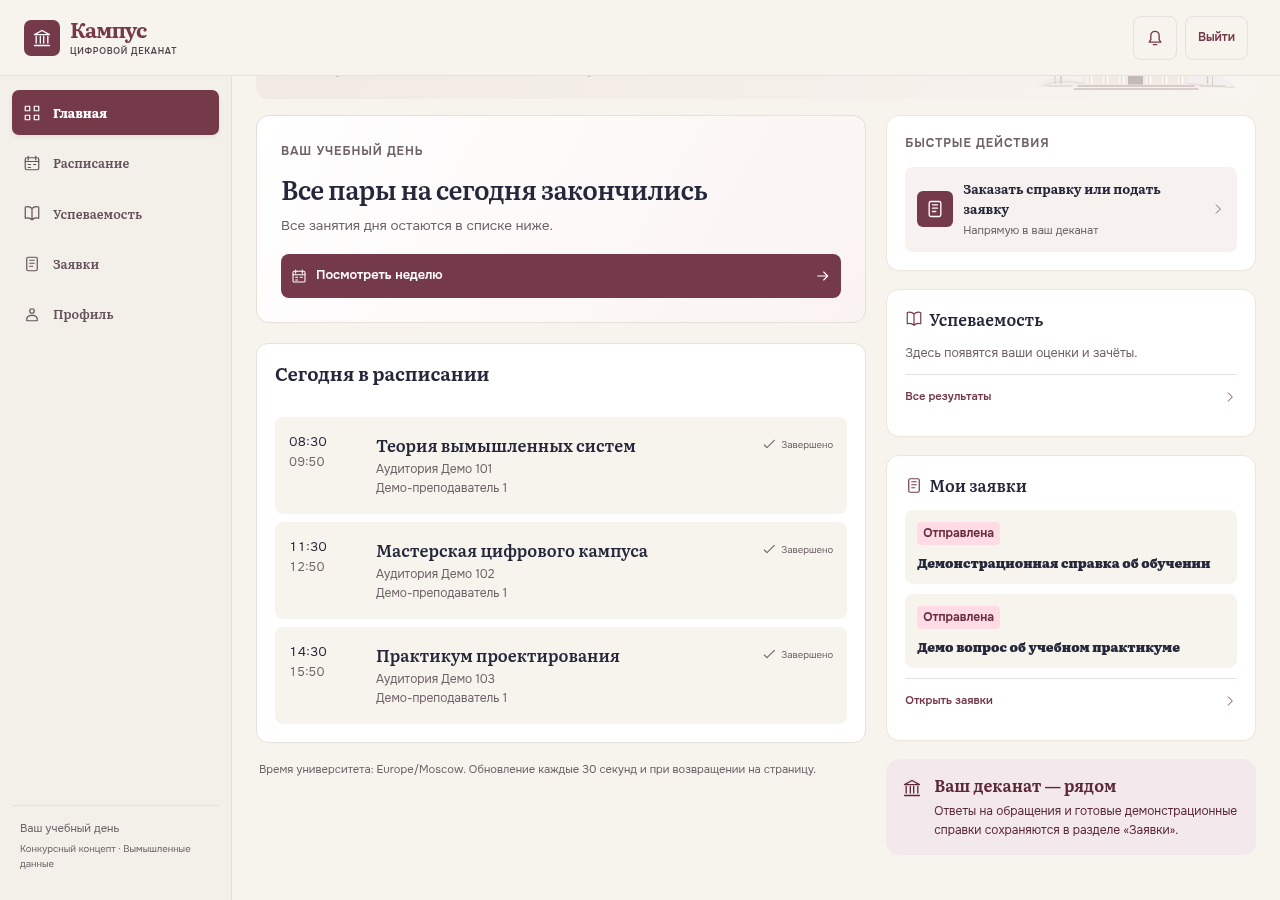 Кампус
ЦИФРОВОЙ ДЕКАНАТ
Выйти
Главная
Расписание
Успеваемость
Заявки
Профиль
Ваш учебный день
Конкурсный концепт · Вымышленные
данные
ВАШ УЧЕБНЫЙ ДЕНЬ
Все пары на сегодня закончились
Все занятия дня остаются в списке ниже.
Посмотреть неделю
Сегодня в расписании
08:30
09:50
Теория вымышленных систем
Аудитория Демо 101
Демо-преподаватель 1
Завершено
11:30
12:50
Мастерская цифрового кампуса
Аудитория Демо 102
Демо-преподаватель 1
Завершено
14:30
15:50
Практикум проектирования
Аудитория Демо 103
Демо-преподаватель 1
Завершено
Время университета: Europe/Moscow. Обновление каждые 30 секунд и при возвращении на страницу.
БЫСТРЫЕ ДЕЙСТВИЯ
Заказать справку или подать
заявку
Напрямую в ваш деканат
Успеваемость
Здесь появятся ваши оценки и зачёты.
Все результаты
Мои заявки
Отправлена
Демонстрационная справка об обучении
Отправлена
Демо вопрос об учебном практикуме
Открыть заявки
Ваш деканат — рядом
Ответы на обращения и готовые демонстрационные
справки сохраняются в разделе «Заявки».